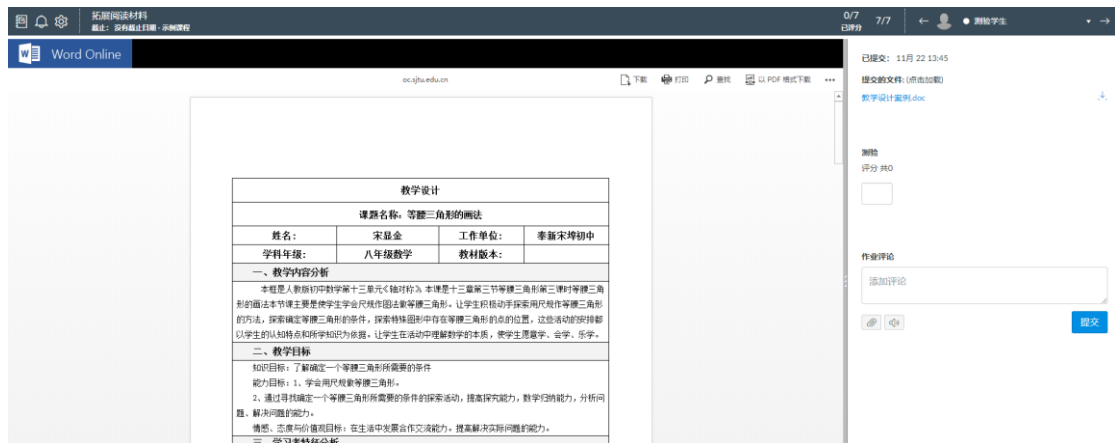 拓展阅读材料
截止: 没有截止日期 - 示例课程
0/7
已评分
7/7
测验学生
Word Online
oc.sjtu.edu.cn
下载
打印
查找
以 PDF 格式下载
已提交: 11月 22 13:45
提交的文件: (点击加载)
教学设计案例.doc
测验
评分 共0
作业评论
添加评论
提交
教学设计
课题名称。等腰三角形的画法
姓名:
宋显金
工作单位:
奉新宋埠初中
学科年级:
八年级数学
教材版本:
一、教学内容分析
本框是人教版初中数学第十三单元《轴对称》。本课是十三章第三节等腰三角形第三课时等腰三角
形的画法本节课主要是使学生学会尺规作图法做等腰三角形。让学生积极动手探索用尺规作等腰三角形
的方法，探索确定等腰三角形的条件，探索特殊图形中存在等腰三角形的点的位置，这些活动的安排都
以学生的认知特点和所学知识为依据。让学生在活动中理解数学的本质，使学生愿意学、会学、乐学。
二、教学目标
知识目标：了解确定一个等腰三角形所需要的条件
能力目标：1、学会用尺规做等腰三角形。
2、通过寻找确定一个等腰三角形所需要的条件的探索活动，提高探究能力，数学归纳能力，分析问
题、解决问题的能力。
情感、态度与价值观目标：在生活中发展合作交流能力。提高解决实际问题的能力。
三、学习者特征分析